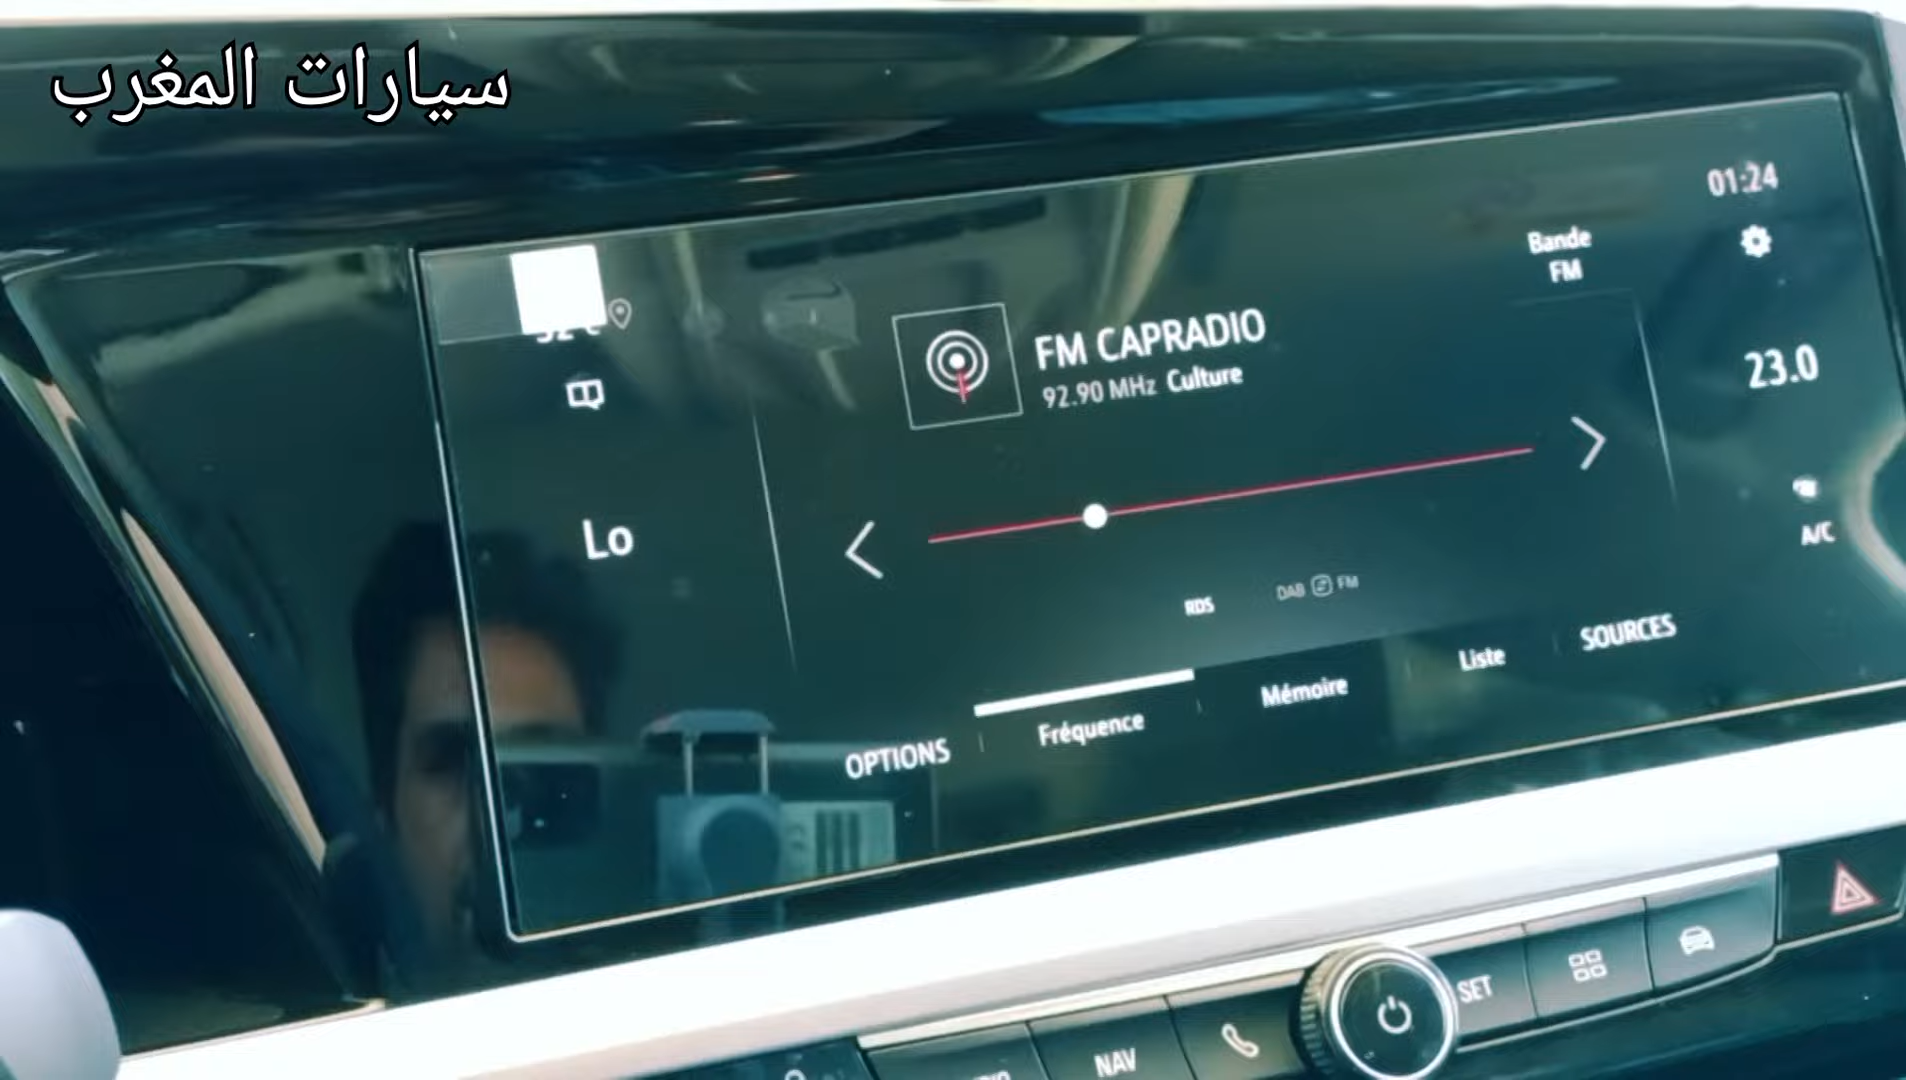 سيارات المغرب
01:24
Bande
FM
FM CAPRADIO
92.90 MHz Culture
23.0
Lo
A/C
RDS
DAB FM
OPTIONS
Fréquence
Mémoire
Liste
SOURCES
SET
NAV